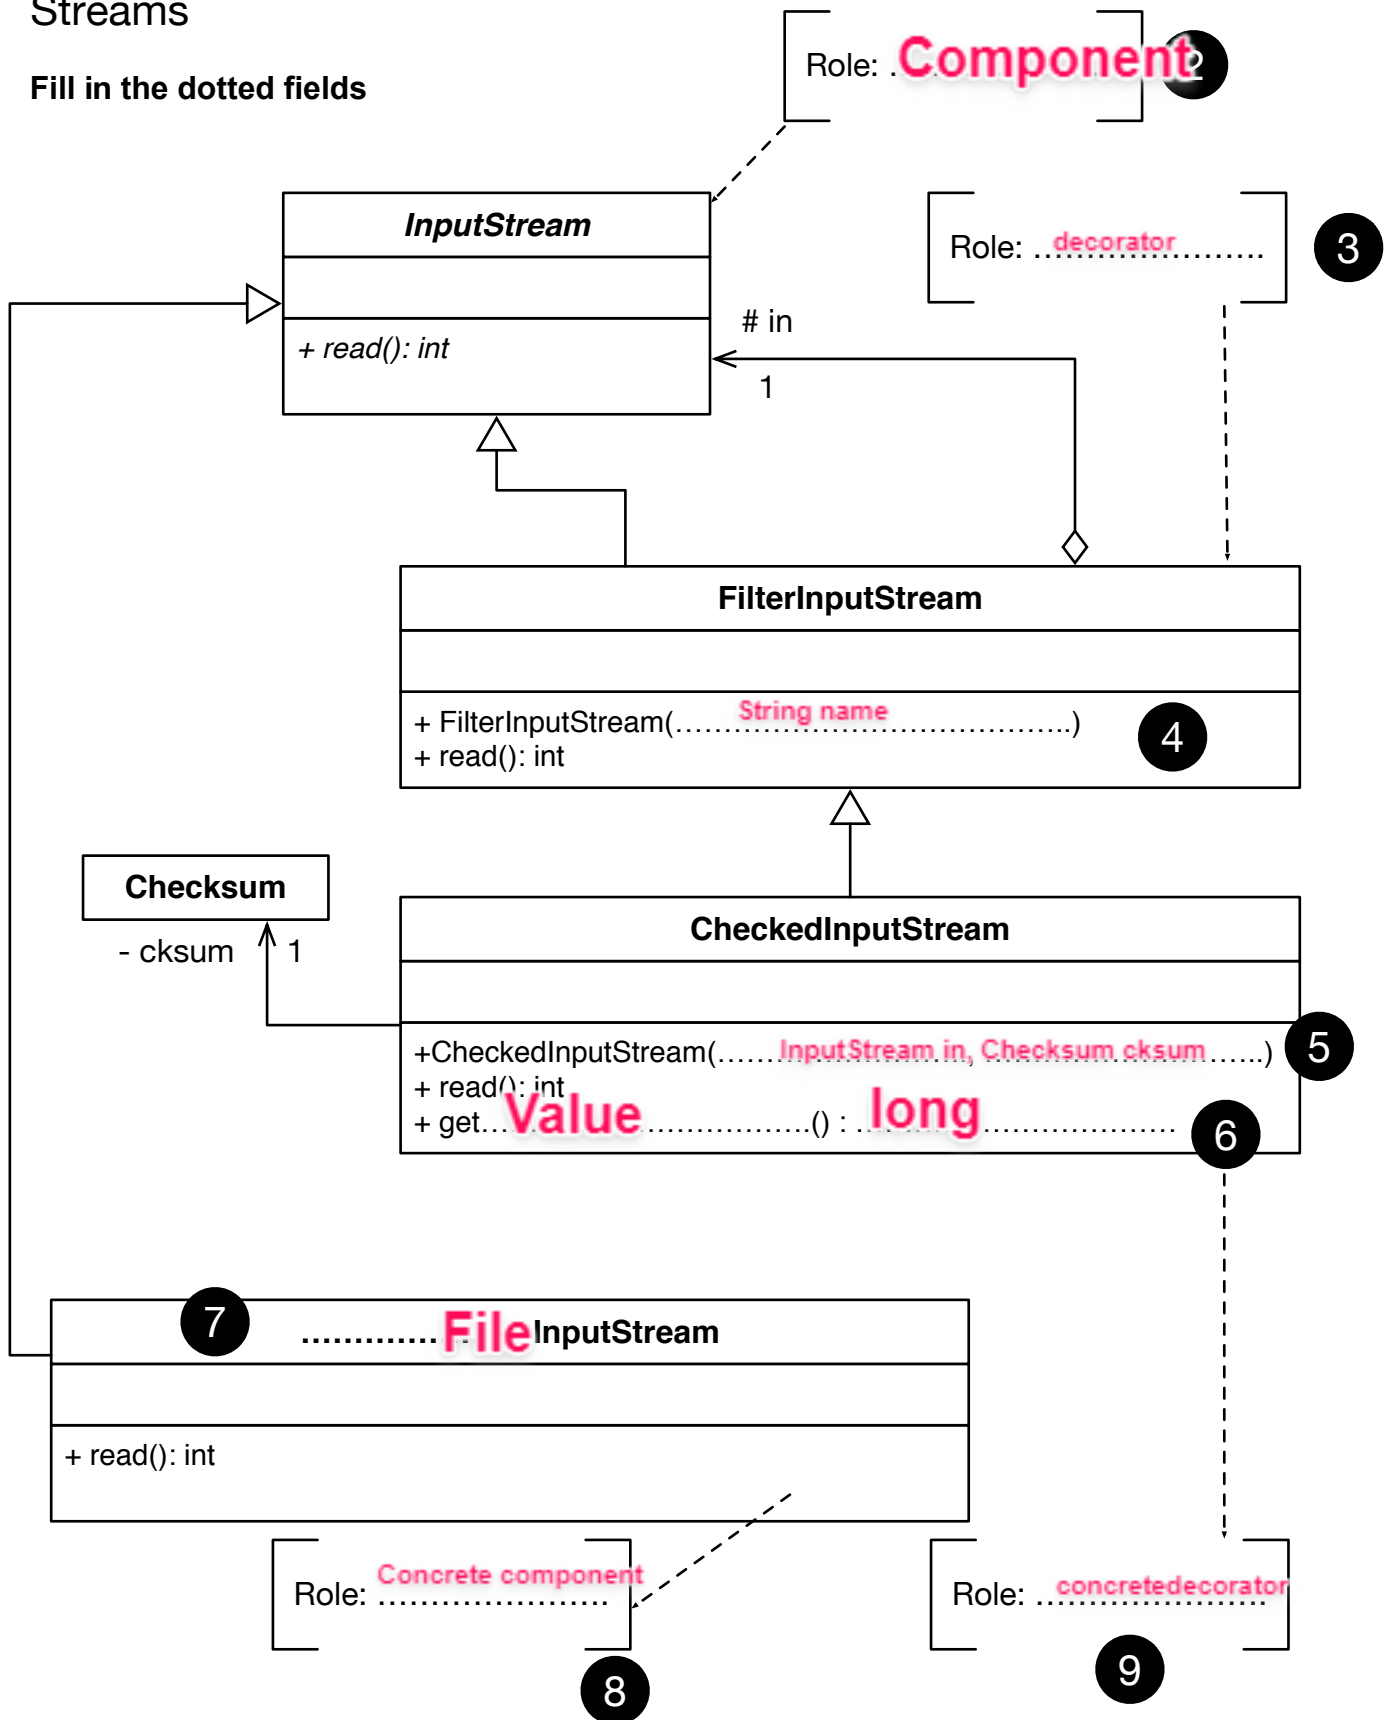 Streams
Fill in the dotted fields
Role: .Component
2
InputStream
+ read(): int
Role: ......................
decorator
3
# in
1
FilterInputStream
+ FilterInputStream(.....................................)
String name
+ read(): int
4
Checksum
- cksum
1
CheckedInputStream
+CheckedInputStream(......InputStream in, Checksum cksum......)
5
+ read(): int
+ get...Value................() : long..................
6
7
.............FileInputStream
+ read(): int
Role: ......................
Concrete component
8
Role: ......................
concretedecorator
9